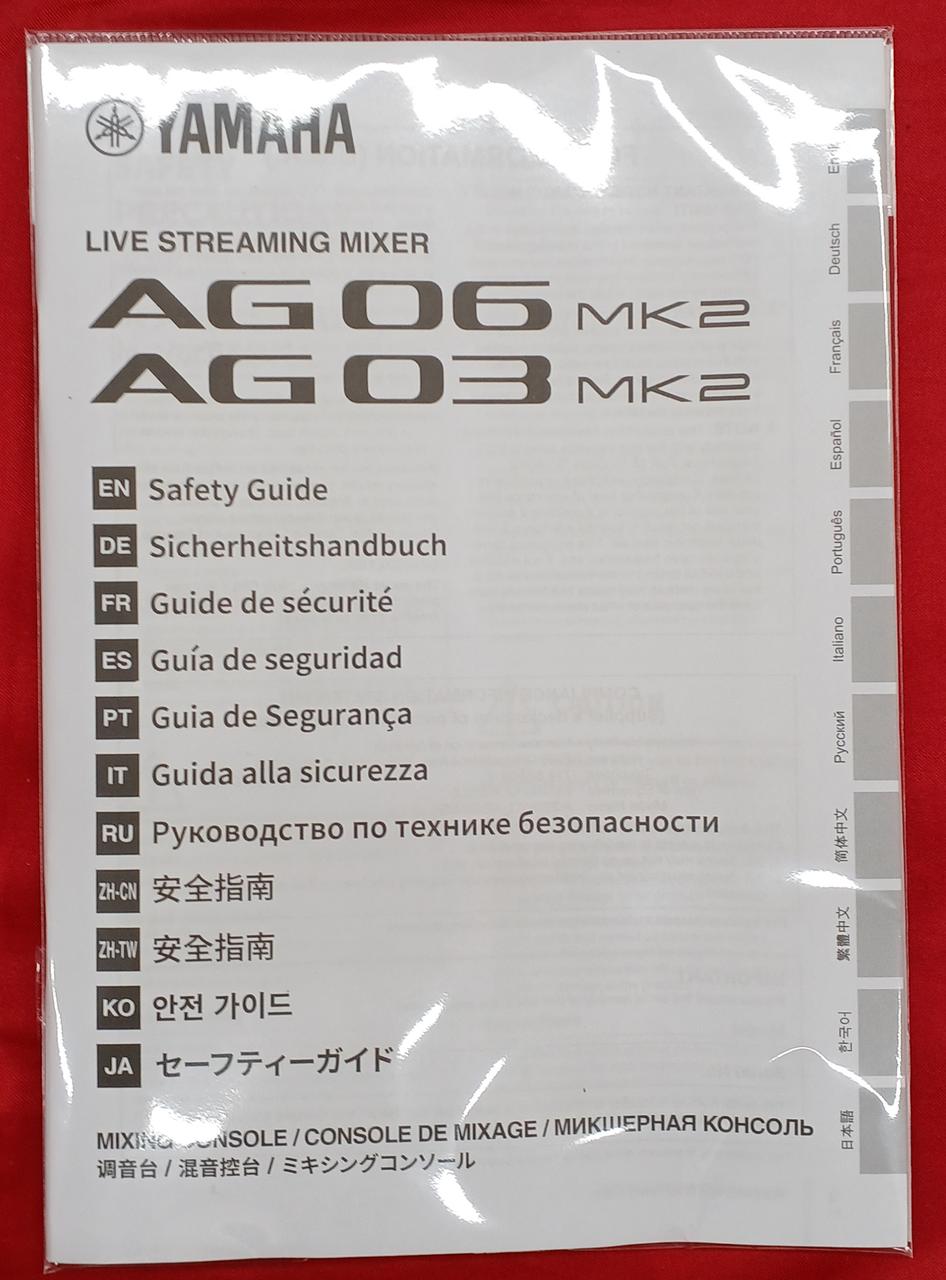 YAMAHA
LIVE STREAMING MIXER
AG 06 MK2
AG 03 MK2
EN Safety Guide
DE Sicherheitshandbuch
FR Guide de sécurité
ES Guía de seguridad
PT Guia de Segurança
IT Guida alla sicurezza
RU Руководство по технике безопасности
ZH-CN 安全指南
ZH-TW 安全指南
KO 안전 가이드
JA セーフティーガイド
MIXING CONSOLE / CONSOLE DE MIXAGE / МИКШЕРНАЯ КОНСОЛЬ
调音台 / 混音控台 / ミキシングコンソール
Deutsch
Français
Español
Português
Italiano
Русский
简体中文
繁體中文
한국어
日本語